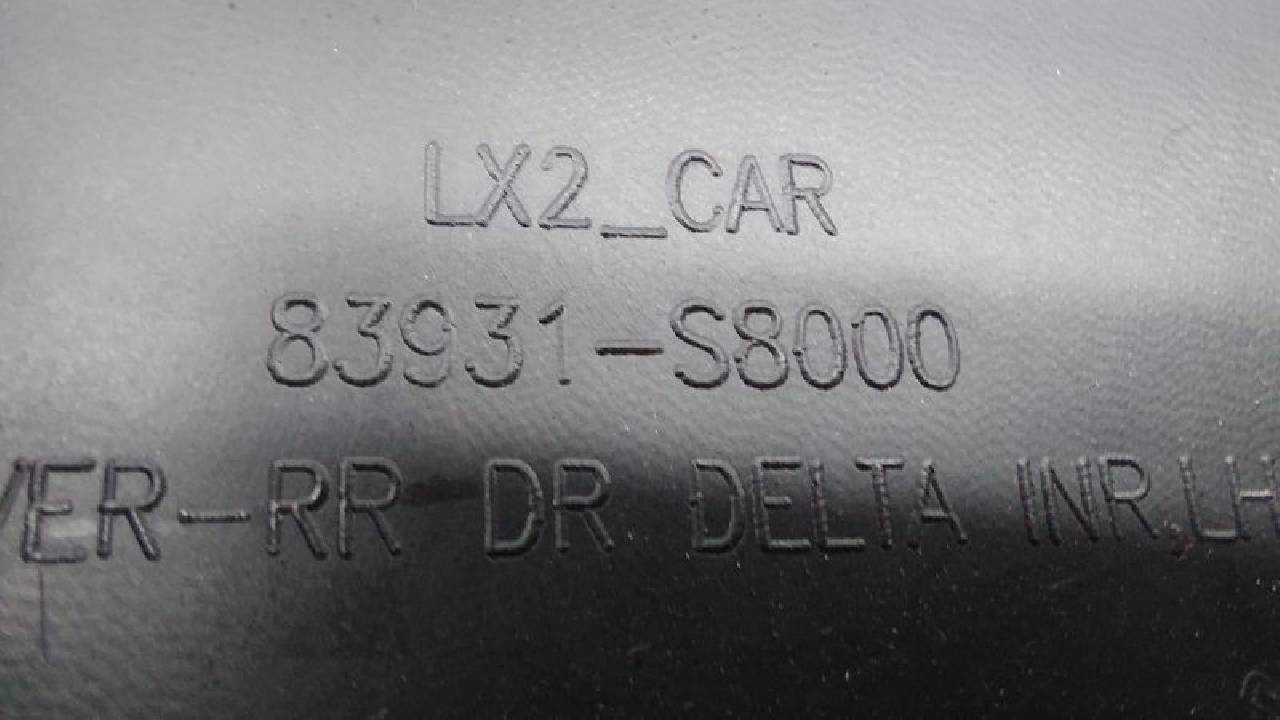 LX2_CAR
83931-S8000
VER-RR DR DELTA INR,LH